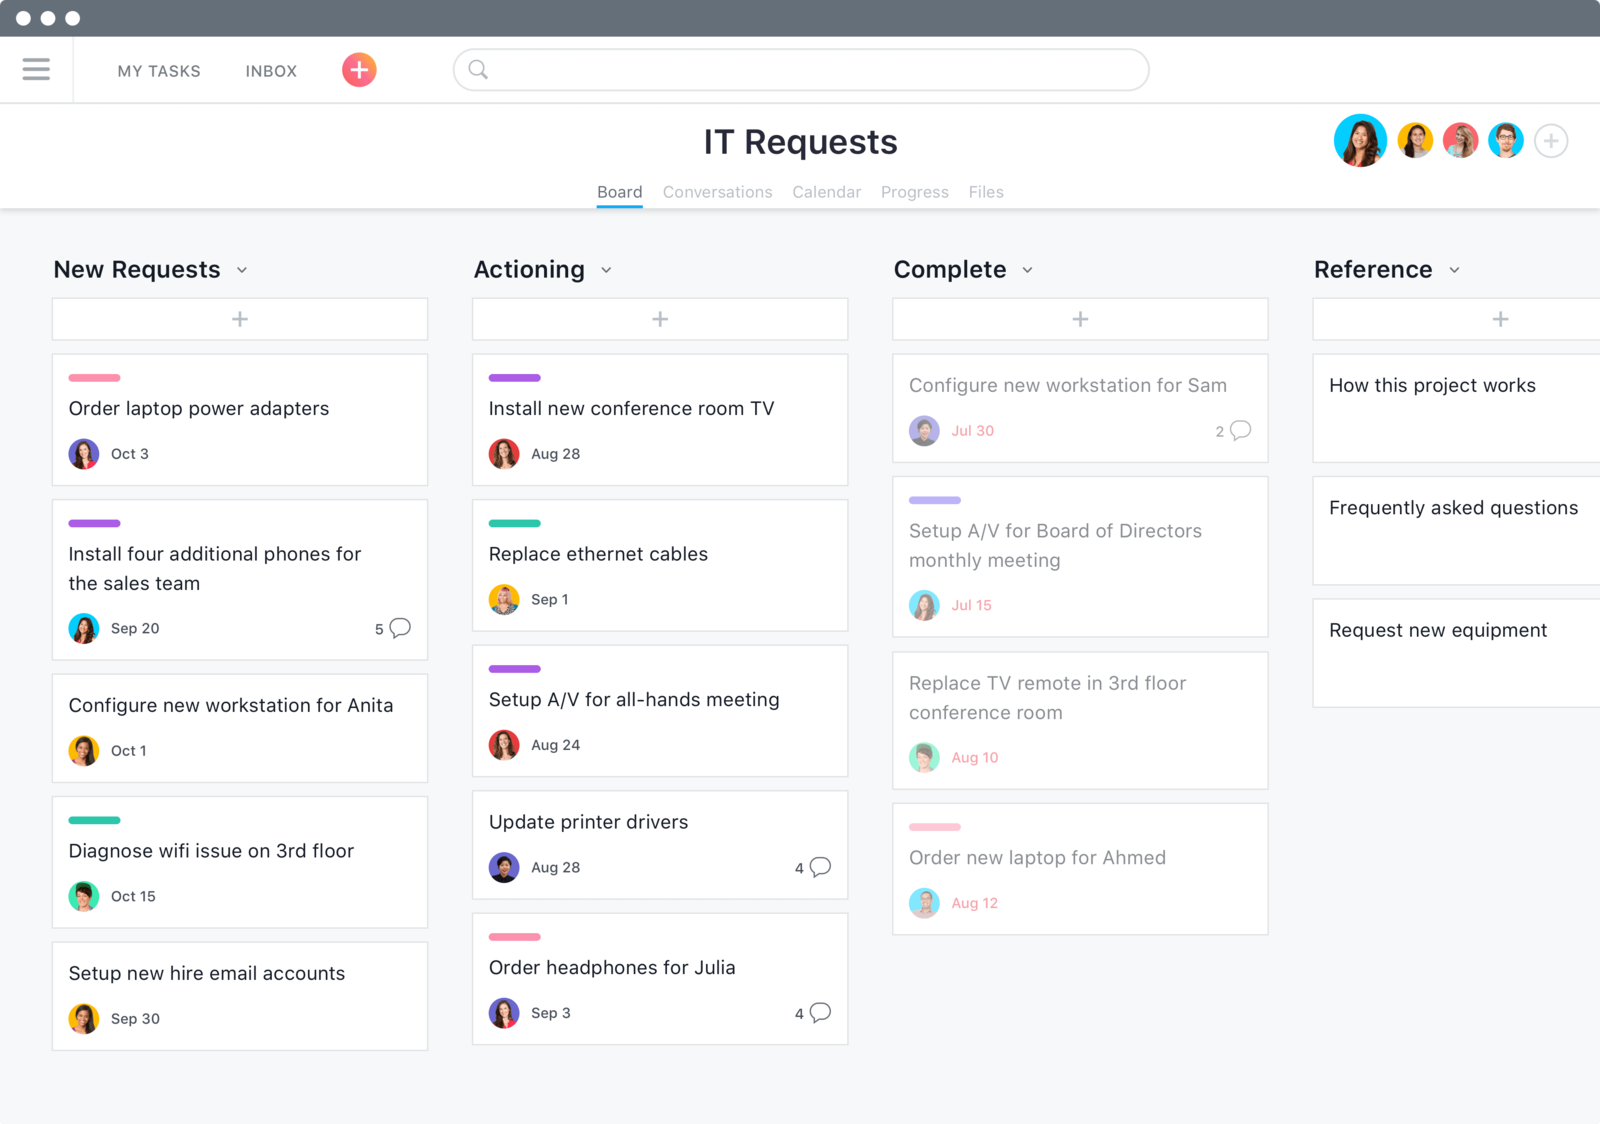 MY TASKS
INBOX
IT Requests
Board
Conversations
Calendar
Progress
Files
New Requests
Order laptop power adapters
Oct 3
Install four additional phones for
the sales team
Sep 20
5
Configure new workstation for Anita
Oct 1
Diagnose wifi issue on 3rd floor
Oct 15
Setup new hire email accounts
Sep 30
Actioning
Install new conference room TV
Aug 28
Replace ethernet cables
Sep 1
Setup A/V for all-hands meeting
Aug 24
Update printer drivers
Aug 28
4
Order headphones for Julia
Sep 3
4
Complete
Configure new workstation for Sam
Jul 30
2
Setup A/V for Board of Directors
monthly meeting
Jul 15
Replace TV remote in 3rd floor
conference room
Aug 10
Order new laptop for Ahmed
Aug 12
Reference
How this project works
Frequently asked questions
Request new equipment